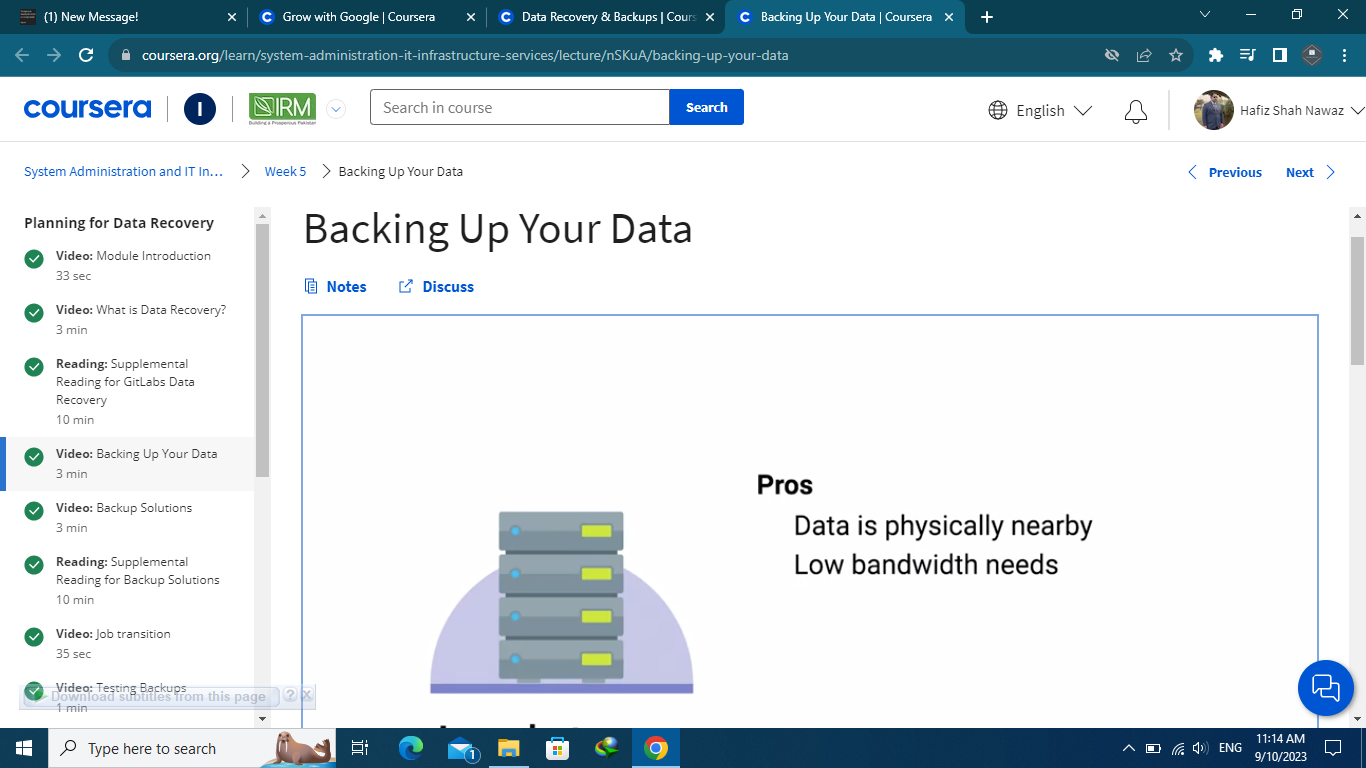 (1) New Message!
Grow with Google | Coursera
Data Recovery & Backups | Cours
Backing Up Your Data | Coursera
coursera.org/learn/system-administration-it-infrastructure-services/lecture/nSKuA/backing-up-your-data
coursera
I
IRM
Building a Prosperous Pakistan
Search in course
Search
English
Hafiz Shah Nawaz
System Administration and IT In...
Week 5
Backing Up Your Data
Previous
Next
Planning for Data Recovery
Video: Module Introduction
33 sec
Video: What is Data Recovery?
3 min
Reading: Supplemental
Reading for GitLabs Data
Recovery
10 min
Video: Backing Up Your Data
3 min
Video: Backup Solutions
3 min
Reading: Supplemental
Reading for Backup Solutions
10 min
Video: Job transition
35 sec
Video: Testing Backups
1 min
Download subtitles from this page
?
X
Backing Up Your Data
Notes
Discuss
Pros
Data is physically nearby
Low bandwidth needs
Type here to search
1
ENG
11:14 AM
9/10/2023